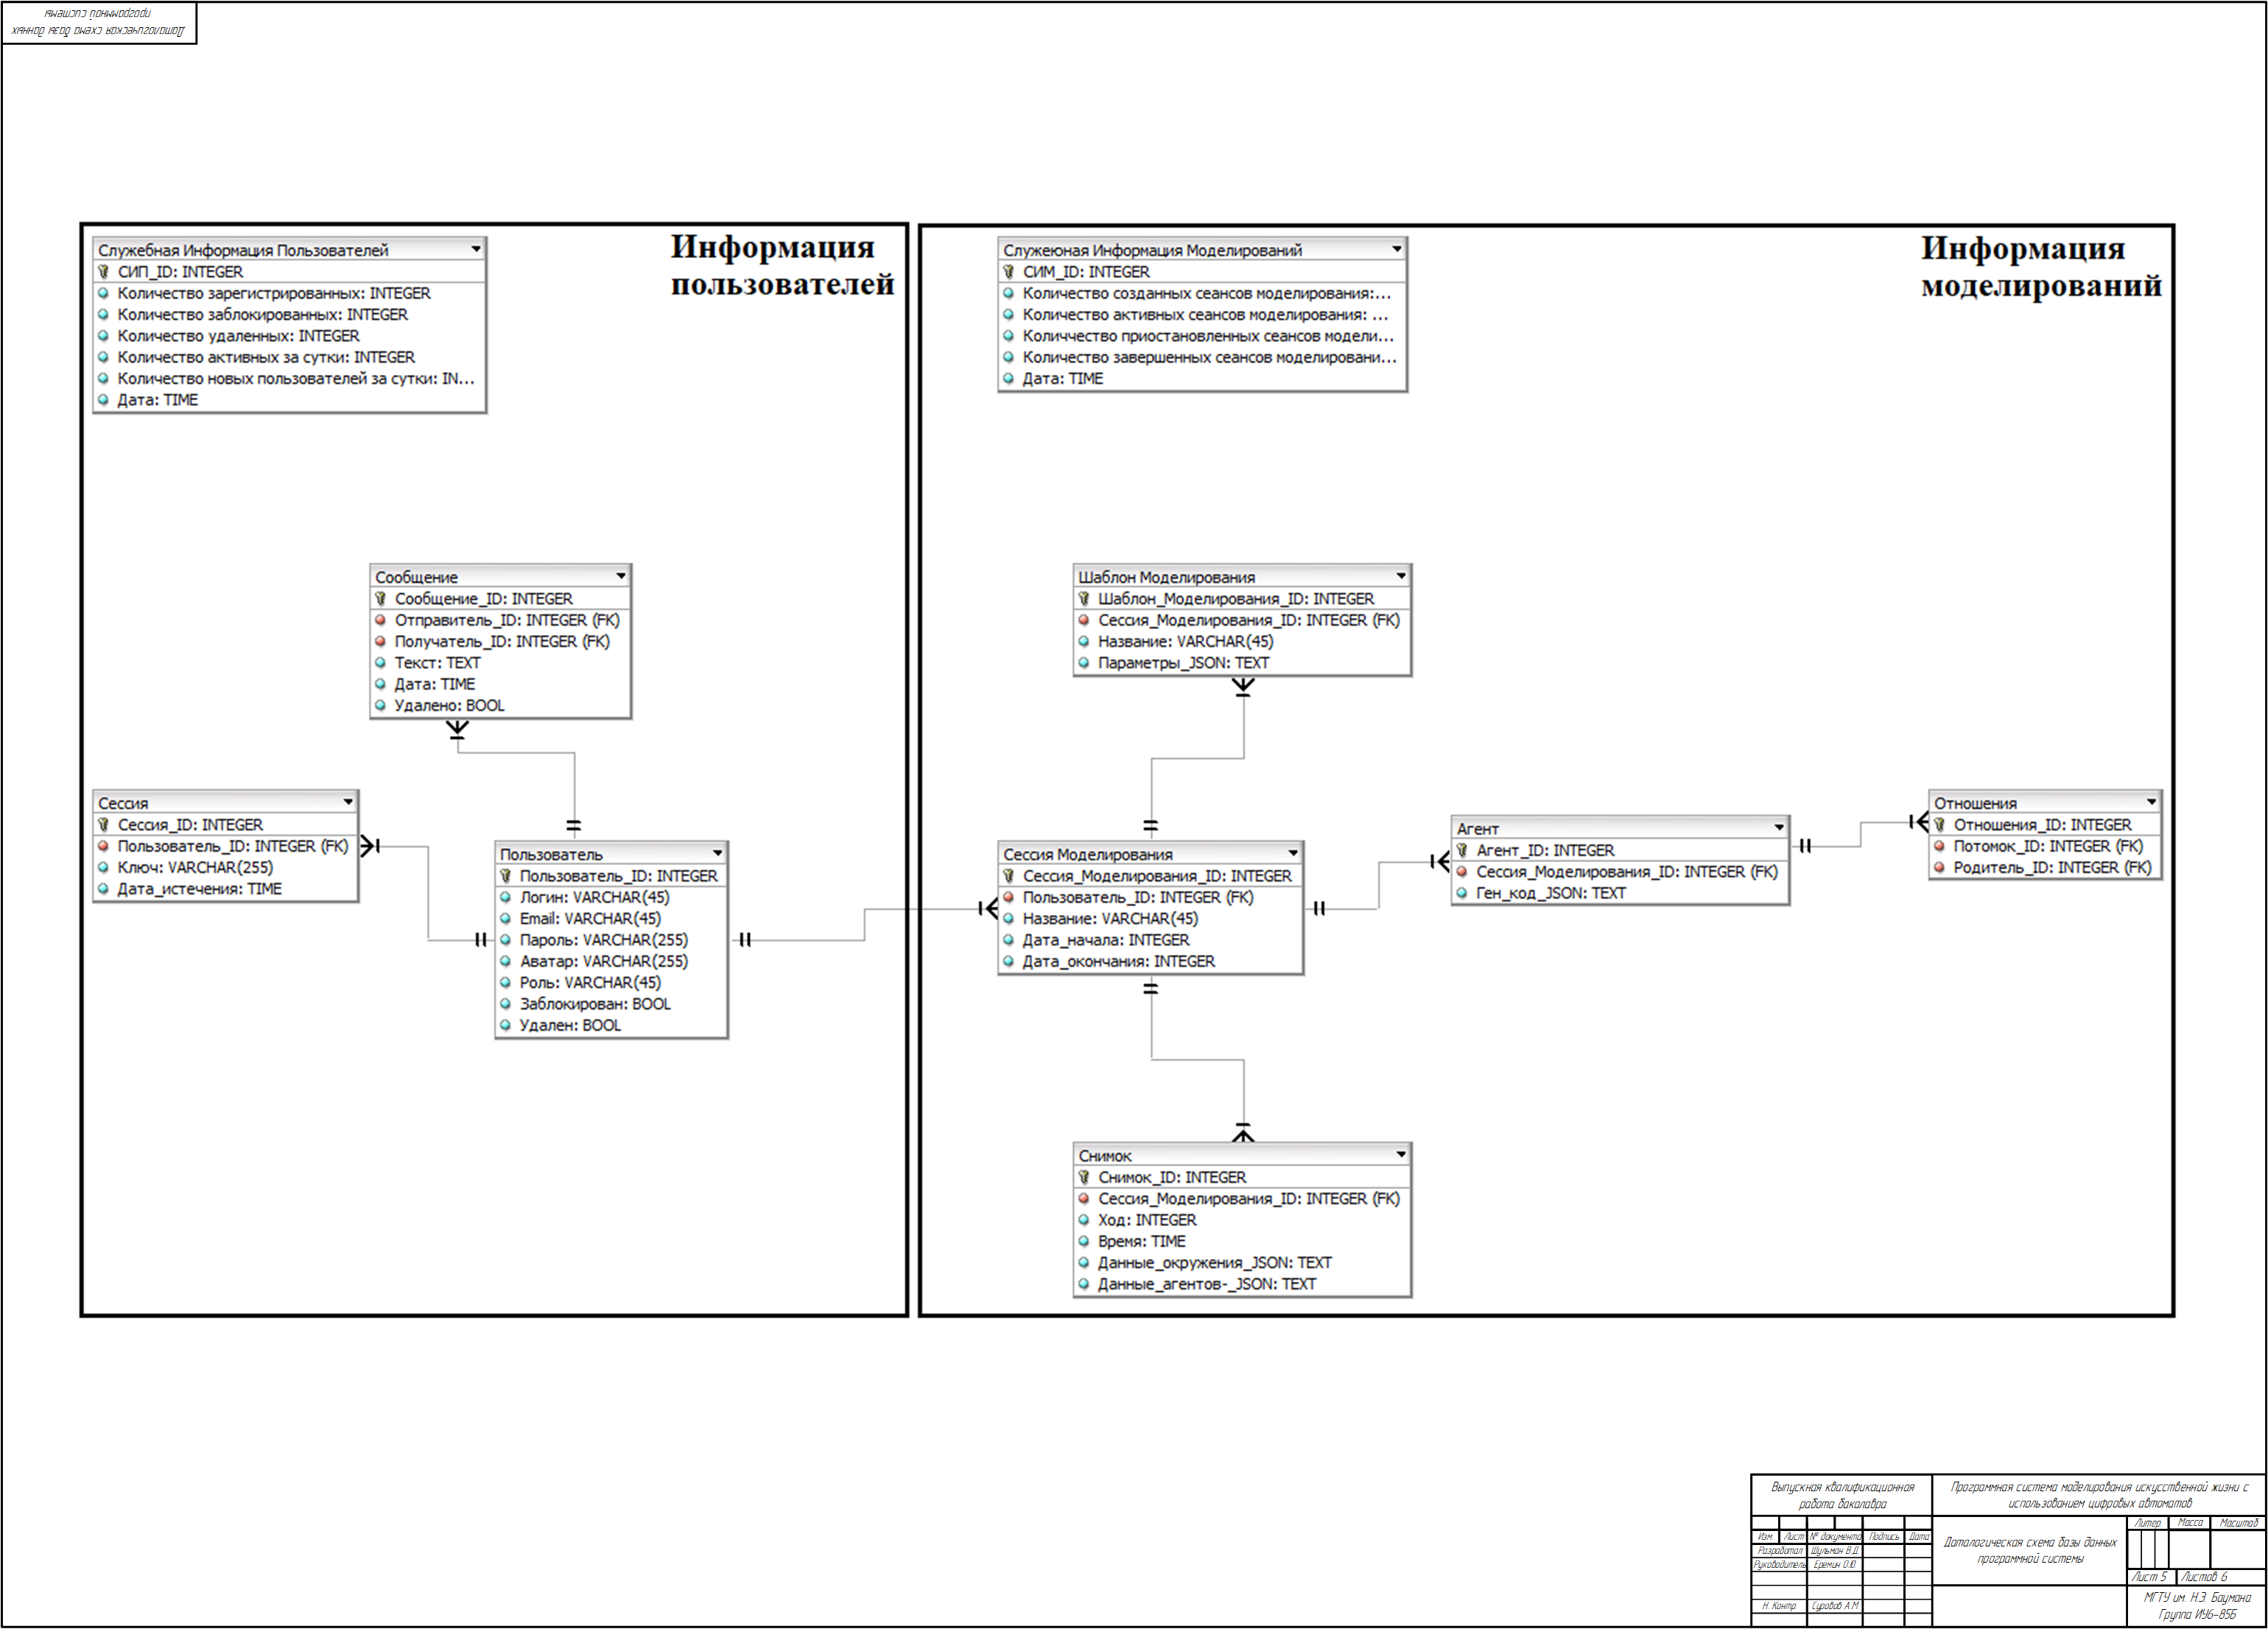 Даталогическая схема базы данных
программной системы
Информация
пользователей
Служебная Информация Пользователей
СИП_ID: INTEGER
Количество зарегистрированных: INTEGER
Количество заблокированных: INTEGER
Количество удаленных: INTEGER
Количество активных за сутки: INTEGER
Количество новых пользователей за сутки: IN...
Дата: TIME
Сообщение
Сообщение_ID: INTEGER
Отправитель_ID: INTEGER (FK)
Получатель_ID: INTEGER (FK)
Текст: TEXT
Дата: TIME
Удалено: BOOL
Сессия
Сессия_ID: INTEGER
Пользователь_ID: INTEGER (FK)
Ключ: VARCHAR(255)
Дата_истечения: TIME
Пользователь
Пользователь_ID: INTEGER
Логин: VARCHAR(45)
Email: VARCHAR(45)
Пароль: VARCHAR(255)
Аватар: VARCHAR(255)
Роль: VARCHAR(45)
Заблокирован: BOOL
Удален: BOOL
Информация
моделирований
Служеюная Информация Моделирований
СИМ_ID: INTEGER
Количество созданных сеансов моделирования:...
Количество активных сеансов моделирования: ...
Количчество приостановленных сеансов модели...
Количество завершенных сеансов моделировани...
Дата: TIME
Шаблон Моделирования
Шаблон_Моделирования_ID: INTEGER
Сессия_Моделирования_ID: INTEGER (FK)
Название: VARCHAR(45)
Параметры_JSON: TEXT
Сессия Моделирования
Сессия_Моделирования_ID: INTEGER
Пользователь_ID: INTEGER (FK)
Название: VARCHAR(45)
Дата_начала: INTEGER
Дата_окончания: INTEGER
Агент
Агент_ID: INTEGER
Сессия_Моделирования_ID: INTEGER (FK)
Ген_код_JSON: TEXT
Отношения
Отношения_ID: INTEGER
Потомок_ID: INTEGER (FK)
Родитель_ID: INTEGER (FK)
Снимок
Снимок_ID: INTEGER
Сессия_Моделирования_ID: INTEGER (FK)
Ход: INTEGER
Время: TIME
Данные_окружения_JSON: TEXT
Данные_агентов-_JSON: TEXT
Выпускная квалификационная
работа бакалавра
Программная система моделирования искусственной жизни с
использованием цифровых автоматов
Изм. Лист № документа Подпись Дата
Разработал Шульман В.Д.
Руководитель Еремин О.Ю.
Н. Контр. Суровов А.М.
Даталогическая схема базы данных
программной системы
Литер Масса Масштаб
Лист 5 Листов 6
МГТУ им. Н.Э. Баумана
Группа ИУ6-85Б